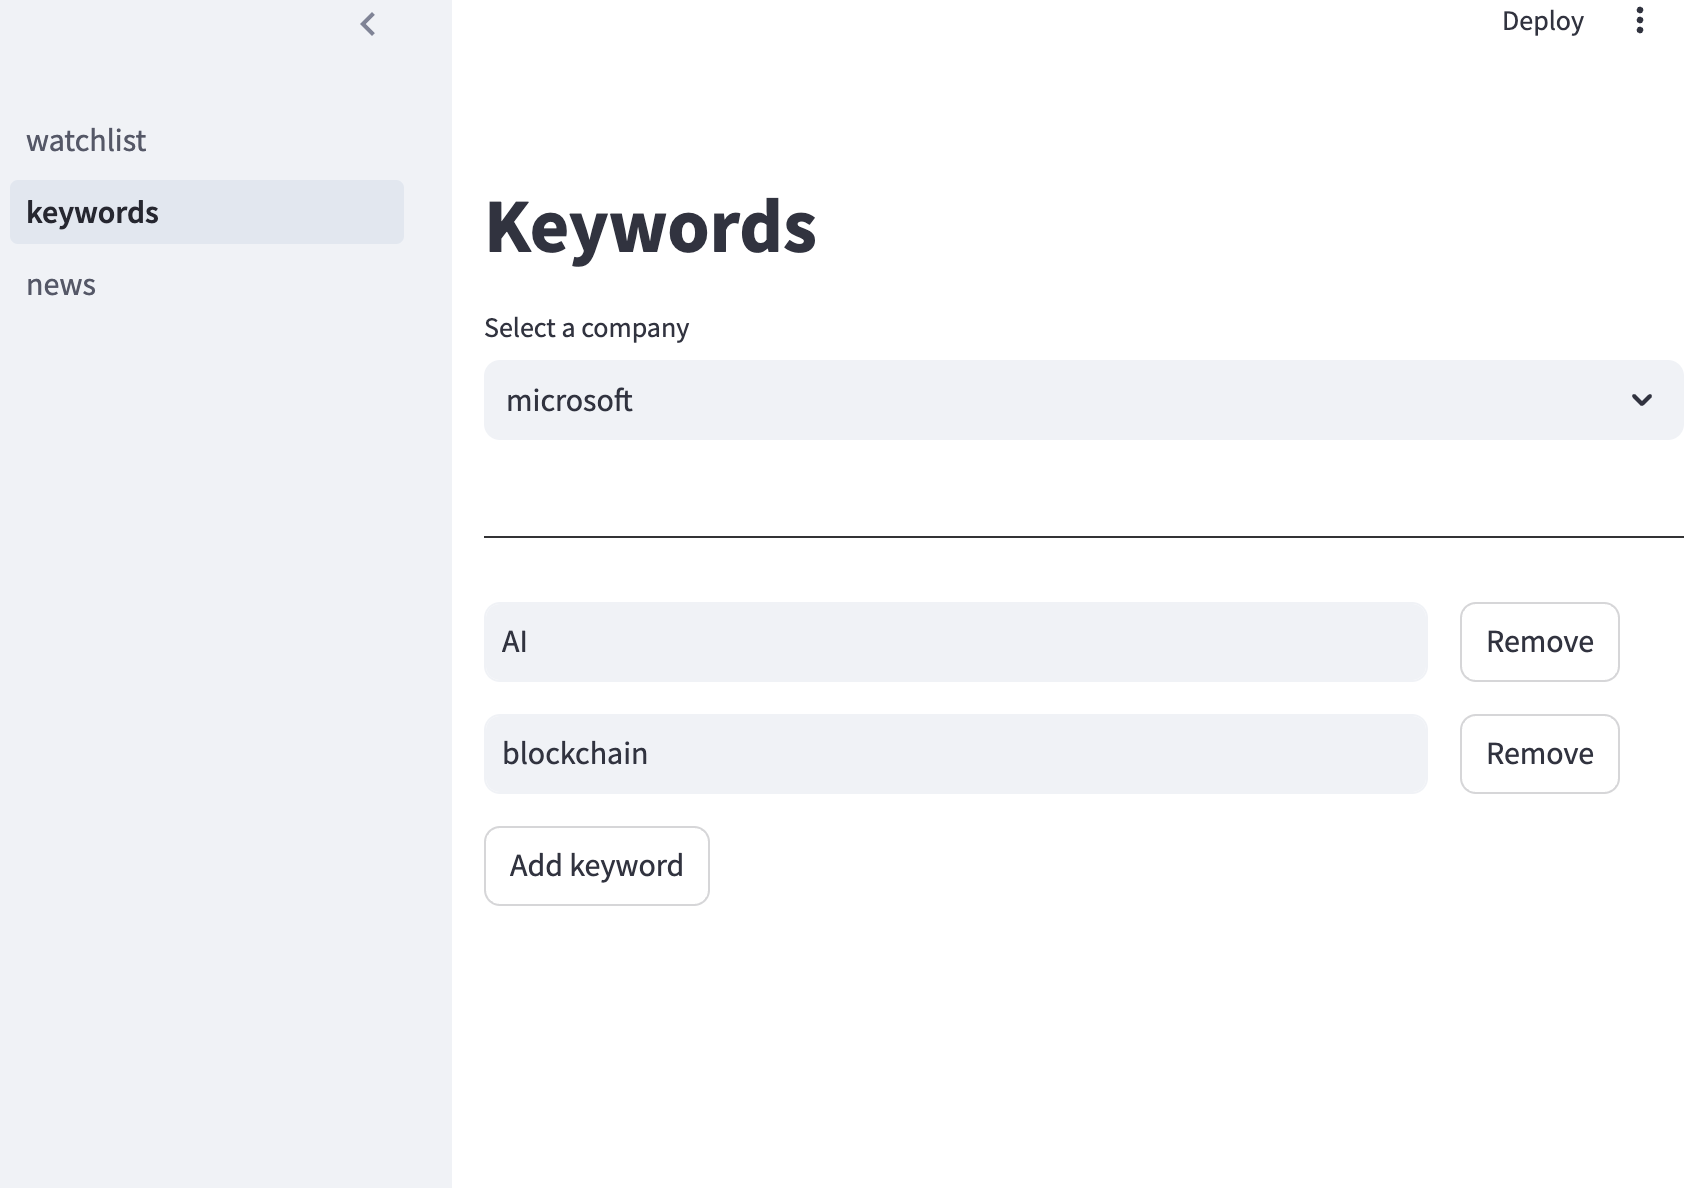 Deploy
watchlist
keywords
news
Keywords
Select a company
microsoft
AI
Remove
blockchain
Remove
Add keyword